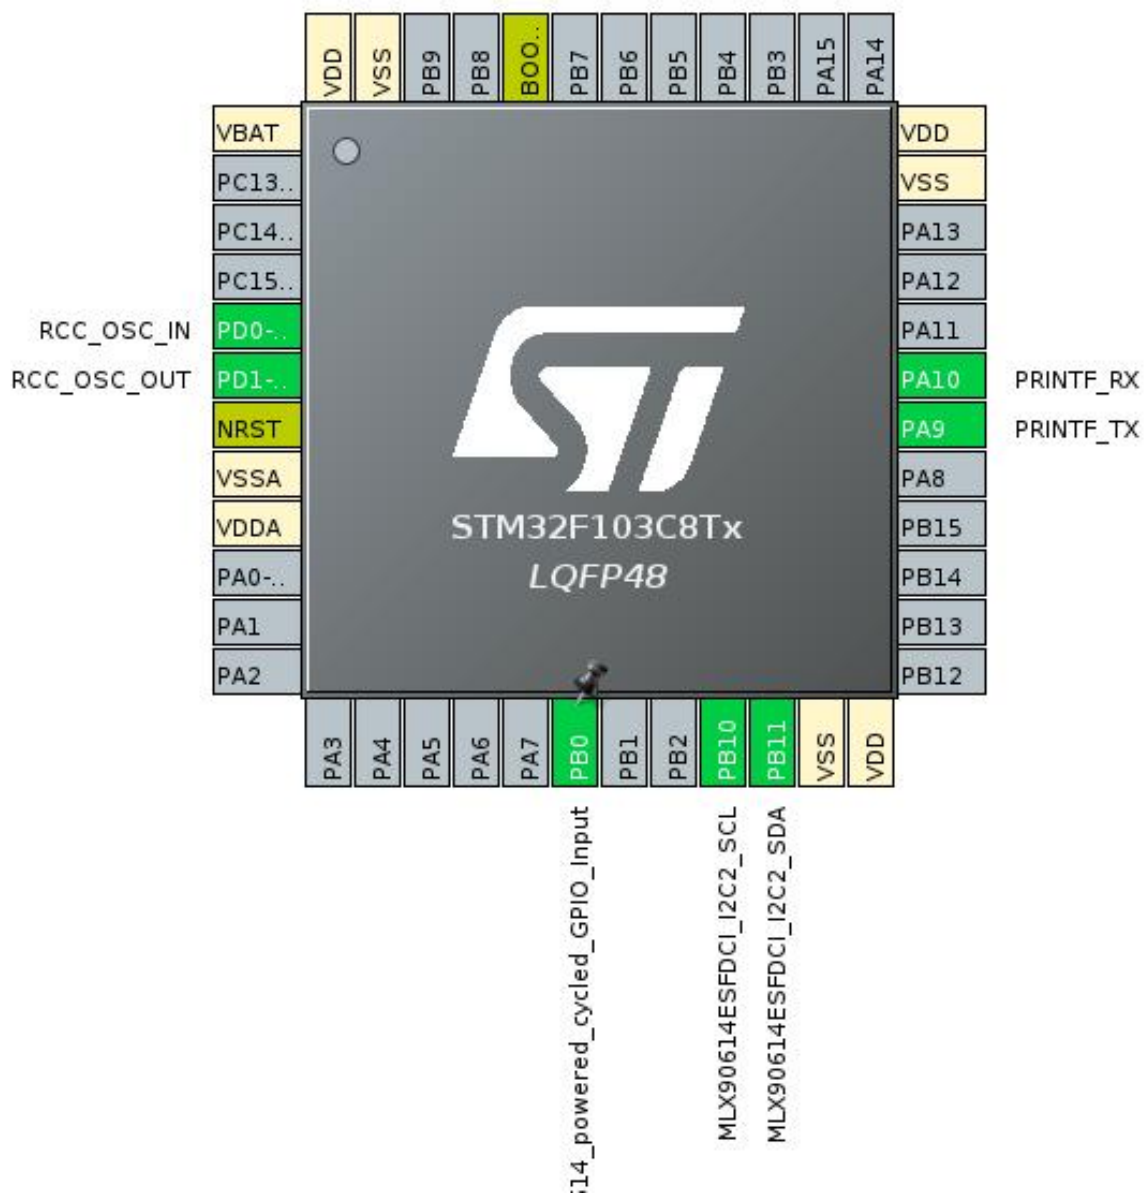 VDD
VSS
PB9
PB8
BOO..
PB7
PB6
PB5
PB4
PB3
PA15
PA14
VBAT
PC13..
PC14..
PC15..
RCC_OSC_IN
PD0-..
RCC_OSC_OUT
PD1-..
NRST
VSSA
VDDA
PA0-..
PA1
PA2
STM32F103C8Tx
LQFP48
VDD
VSS
PA13
PA12
PA11
PA10
PRINTF_RX
PA9
PRINTF_TX
PA8
PB15
PB14
PB13
PB12
PA3
PA4
PA5
PA6
PA7
PB0
PB1
PB2
PB10
PB11
VSS
VDD
14_powered_cycled_GPIO_Input
MLX90614ESFDCI_I2C2_SCL
MLX90614ESFDCI_I2C2_SDA